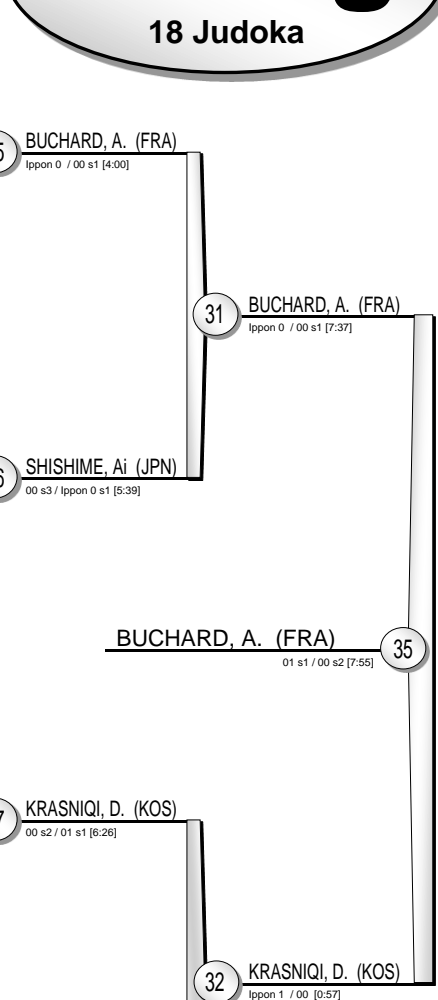 18 Judoka
BUCHARD, A. (FRA)
Ippon 0 / 00 s1 [4:00]
31
BUCHARD, A. (FRA)
Ippon 0 / 00 s1 [7:37]
SHISHIME, Ai (JPN)
00 s3 / Ippon 0 s1 [5:39]
BUCHARD, A. (FRA)
35
01 s1 / 00 s2 [7:55]
KRASNIQI, D. (KOS)
00 s2 / 01 s1 [6:26]
32
KRASNIQI, D. (KOS)
Ippon 1 / 00 [0:57]